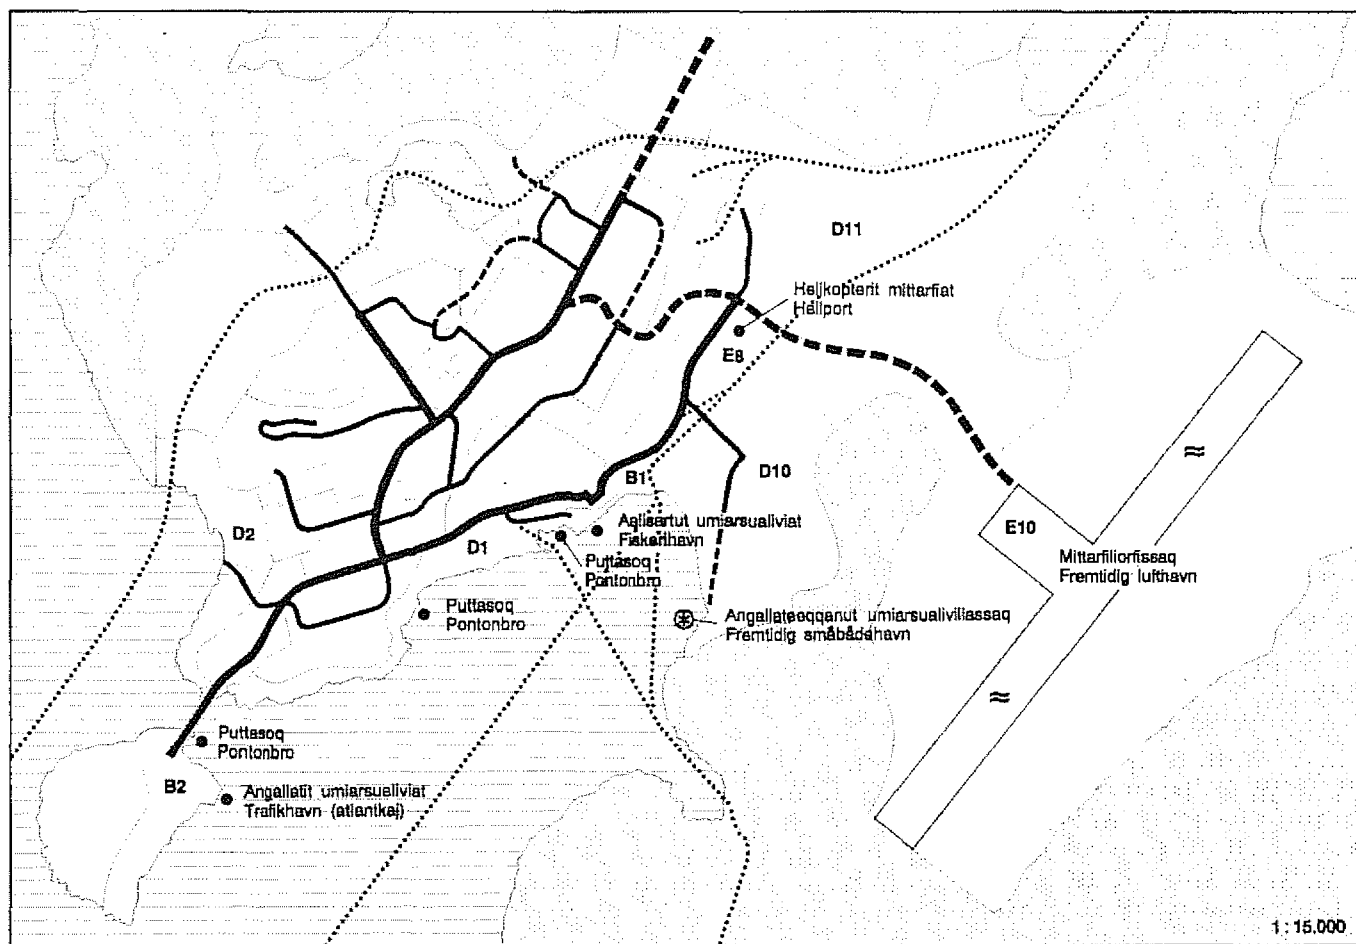 D11
Helikopterit mittarfiat
Heliport
E8
B1
D10
E10
Mittarfiliorfissaq
Fremtidig lufthavn
D2
D1
Aalisartut umiarsualiviat
Fiskerihavn
Puttasoq
Pontonbro
Puttasoq
Pontonbro
Angallateeqqanut umiarsualiviliassaq
Fremtidig småbådehavn
Puttasoq
Pontonbro
B2
Angallatit umiarsualiviat
Trafikhavn (atlantkaj)
1 : 15.000